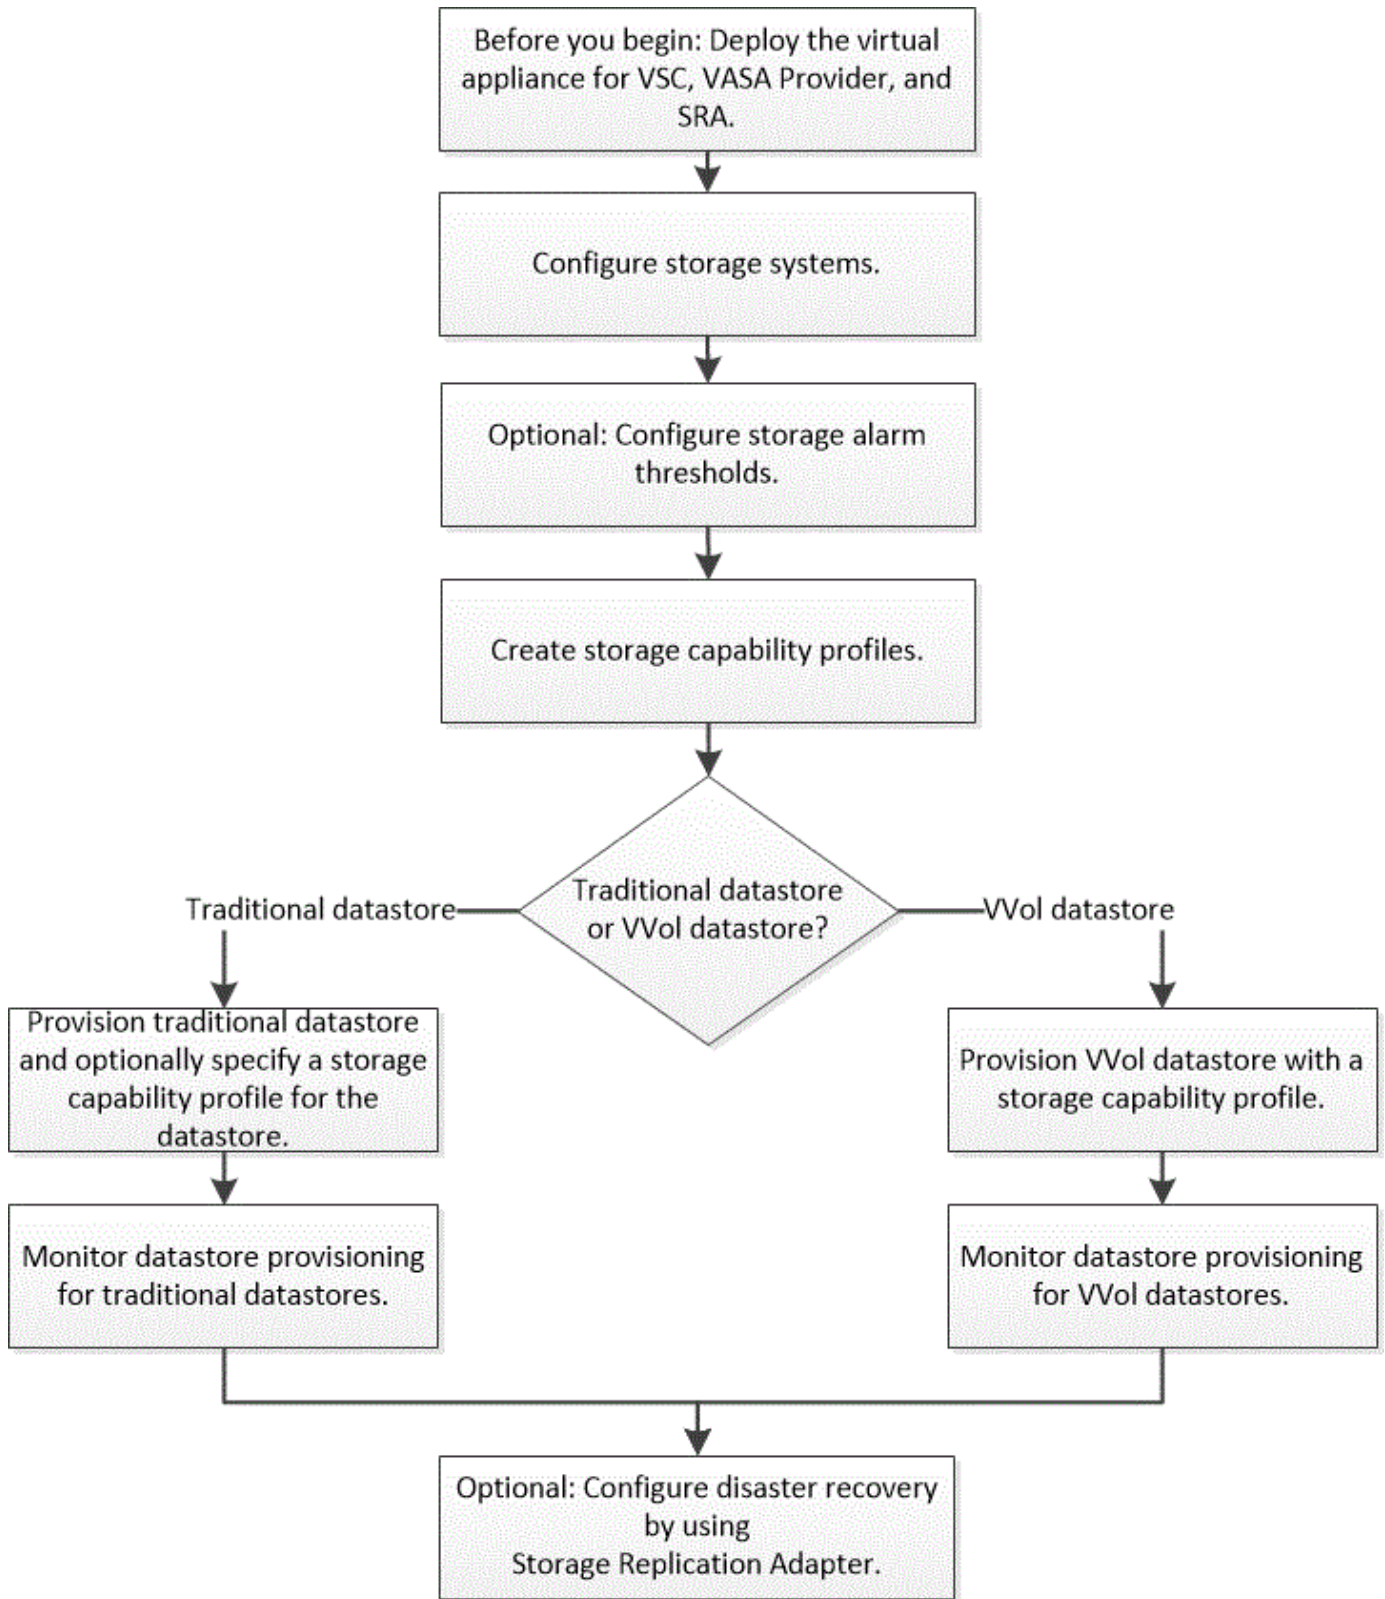 Before you begin: Deploy the virtual
appliance for VSC, VASA Provider, and
SRA.
Configure storage systems.
Optional: Configure storage alarm
thresholds.
Create storage capability profiles.
Traditional datastore
or VVol datastore?
Traditional datastore
VVol datastore
Provision traditional datastore
and optionally specify a storage
capability profile for the
datastore.
Provision VVol datastore with a
storage capability profile.
Monitor datastore provisioning
for traditional datastores.
Monitor datastore provisioning
for VVol datastores.
Optional: Configure disaster recovery
by using
Storage Replication Adapter.